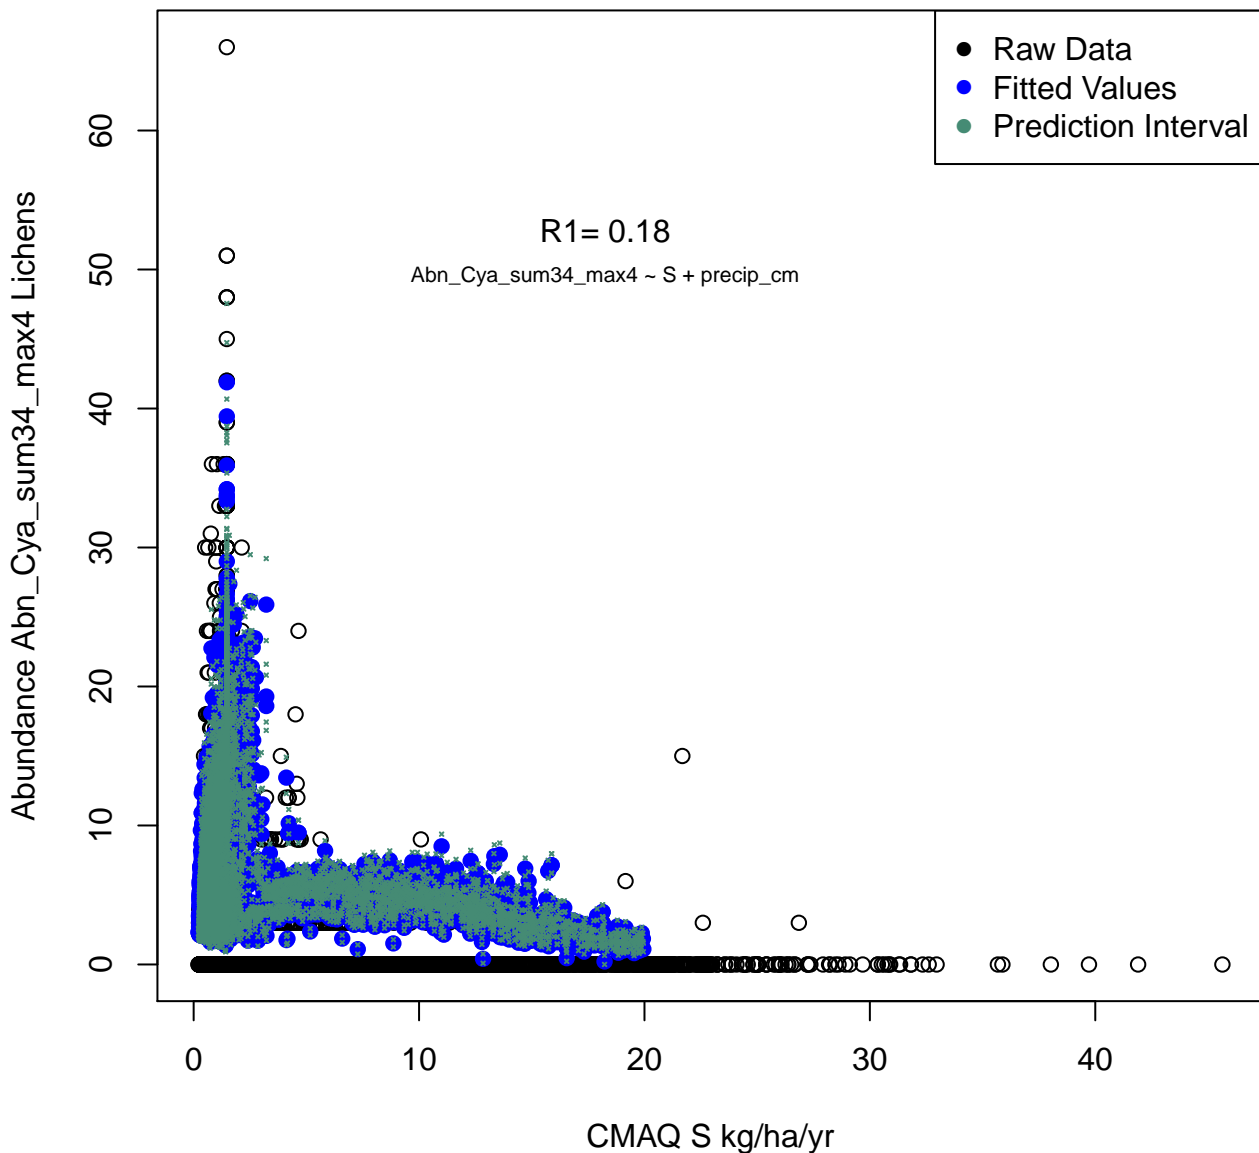 Raw Data
Fitted Values
Prediction Interval
R1= 0.18
Abn_Cya_sum34_max4 ~ S + precip_cm
Abundance Abn_Cya_sum34_max4 Lichens
60
50
40
30
20
10
0
0 10 20 30 40
CMAQ S kg/ha/yr